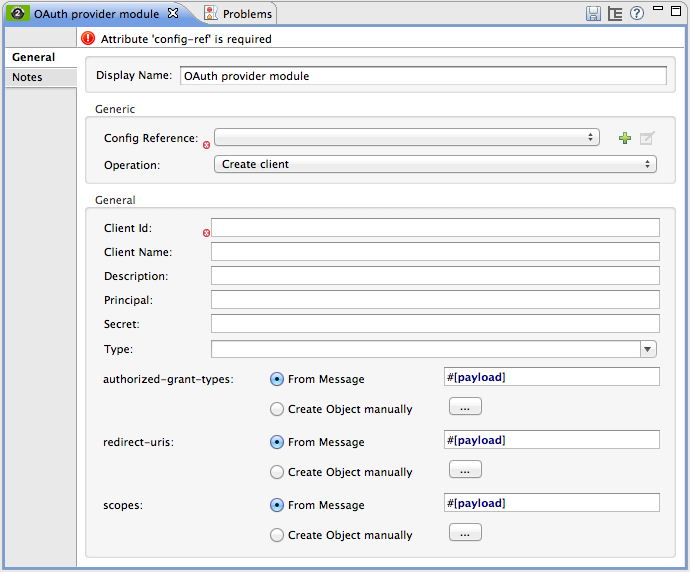 2 OAuth provider module Problems
Attribute 'config-ref' is required
General
Notes
Display Name: OAuth provider module
Generic
Config Reference:
Operation: Create client
General
Client Id:
Client Name:
Description:
Principal:
Secret:
Type:
authorized-grant-types: From Message #[payload]
Create Object manually ...
redirect-uris: From Message #[payload]
Create Object manually ...
scopes: From Message #[payload]
Create Object manually ...